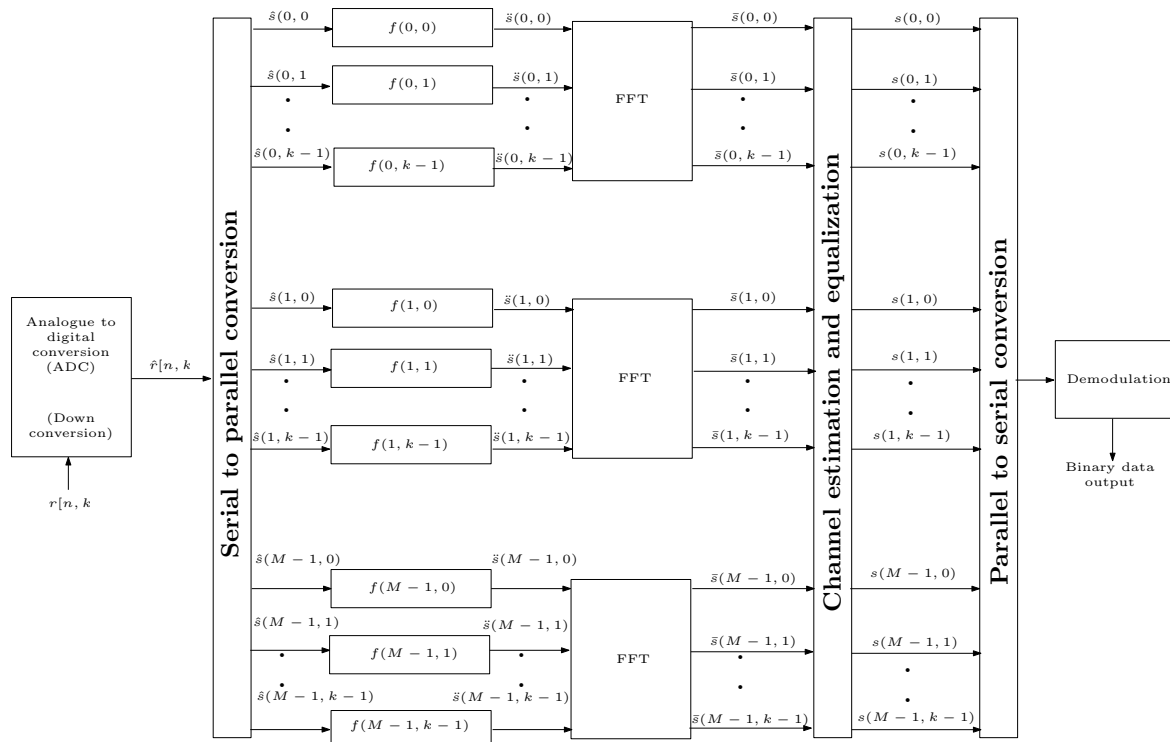 Analogue to
digital
conversion
(ADC)
(Down
conversion)
r[n, k
r̂[n, k
Serial to parallel conversion
ŝ(0, 0
f(0, 0)
s̈(0, 0)
ŝ(0, 1
f(0, 1)
s̈(0, 1)
ŝ(0, k − 1)
f(0, k − 1)
s̈(0, k − 1)
FFT
s̄(0, 0)
s̄(0, 1)
s̄(0, k − 1)
ŝ(1, 0)
f(1, 0)
s̈(1, 0)
ŝ(1, 1)
f(1, 1)
s̈(1, 1)
ŝ(1, k − 1)
f(1, k − 1)
s̈(1, k − 1)
FFT
s̄(1, 0)
s̄(1, 1)
s̄(1, k − 1)
ŝ(M − 1, 0)
f(M − 1, 0)
s̈(M − 1, 0)
ŝ(M − 1, 1)
f(M − 1, 1)
s̈(M − 1, 1)
ŝ(M − 1, k − 1)
f(M − 1, k − 1)
s̈(M − 1, k − 1)
FFT
s̄(M − 1, 0)
s̄(M − 1, 1)
s̄(M − 1, k − 1)
Channel estimation and equalization
s(0, 0)
s(0, 1)
s(0, k − 1)
s(1, 0)
s(1, 1)
s(1, k − 1)
s(M − 1, 0)
s(M − 1, 1)
s(M − 1, k − 1)
Parallel to serial conversion
Demodulation
Binary data
output